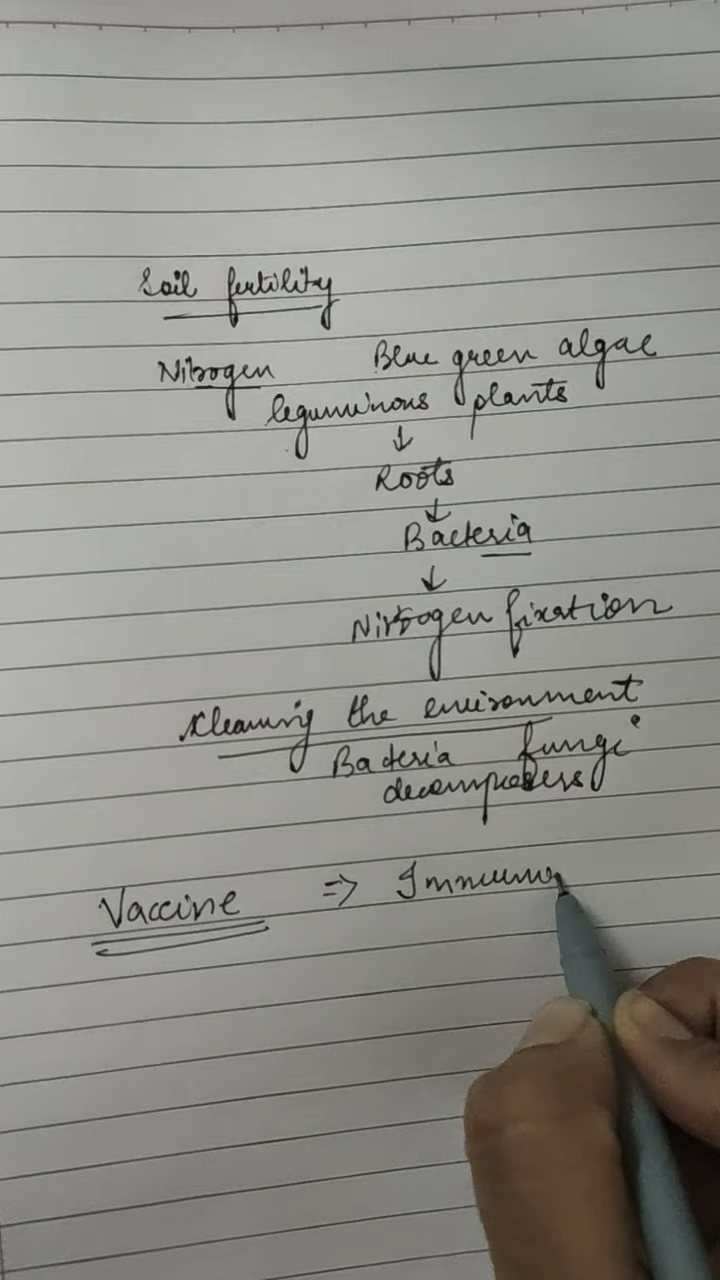 Soil fertility
Nitrogen Blue green algae
leguminous plants
↓
Roots
↓
Bacteria
↓
Nitrogen fixation
Cleaning the environment
Bacteria fungi
decomposers
Vaccine ⇒ Immuno